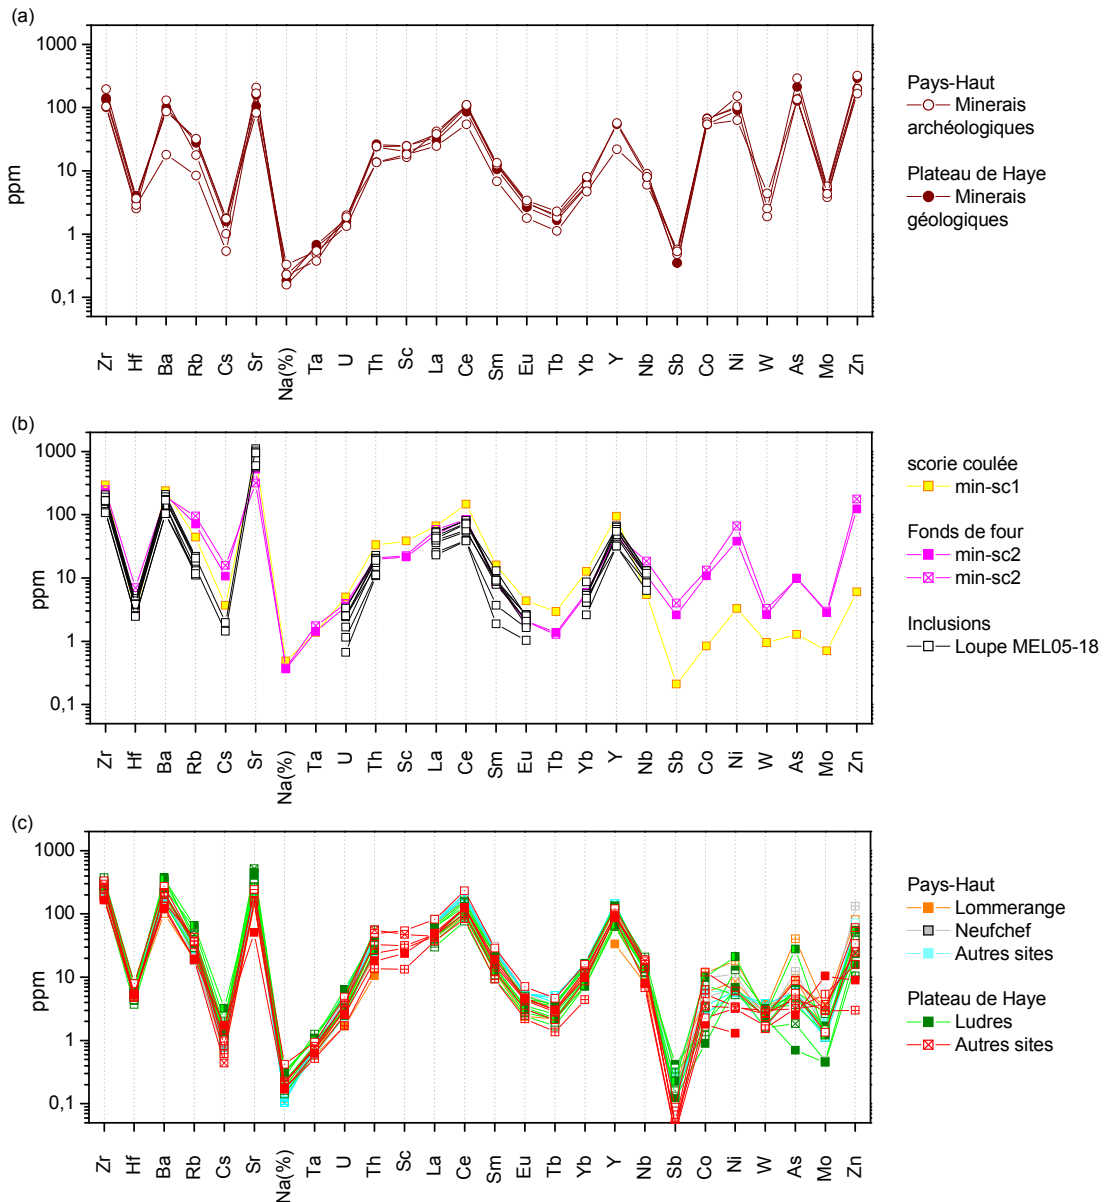 (a)
1000
100
10
1
0,1
ppm
Zr Hf Ba Rb Cs Sr Na(%) Ta U Th Sc La Ce Sm Eu Tb Yb Y Nb Sb Co Ni W As Mo Zn
Pays-Haut
Minerais
archéologiques
Plateau de Haye
Minerais
géologiques
(b)
1000
100
10
1
0,1
ppm
Zr Hf Ba Rb Cs Sr Na(%) Ta U Th Sc La Ce Sm Eu Tb Yb Y Nb Sb Co Ni W As Mo Zn
scorie coulée
min-sc1
Fonds de four
min-sc2
min-sc2
Inclusions
Loupe MEL05-18
(c)
1000
100
10
1
0,1
ppm
Zr Hf Ba Rb Cs Sr Na(%) Ta U Th Sc La Ce Sm Eu Tb Yb Y Nb Sb Co Ni W As Mo Zn
Pays-Haut
Lommerange
Neufchef
Autres sites
Plateau de Haye
Ludres
Autres sites